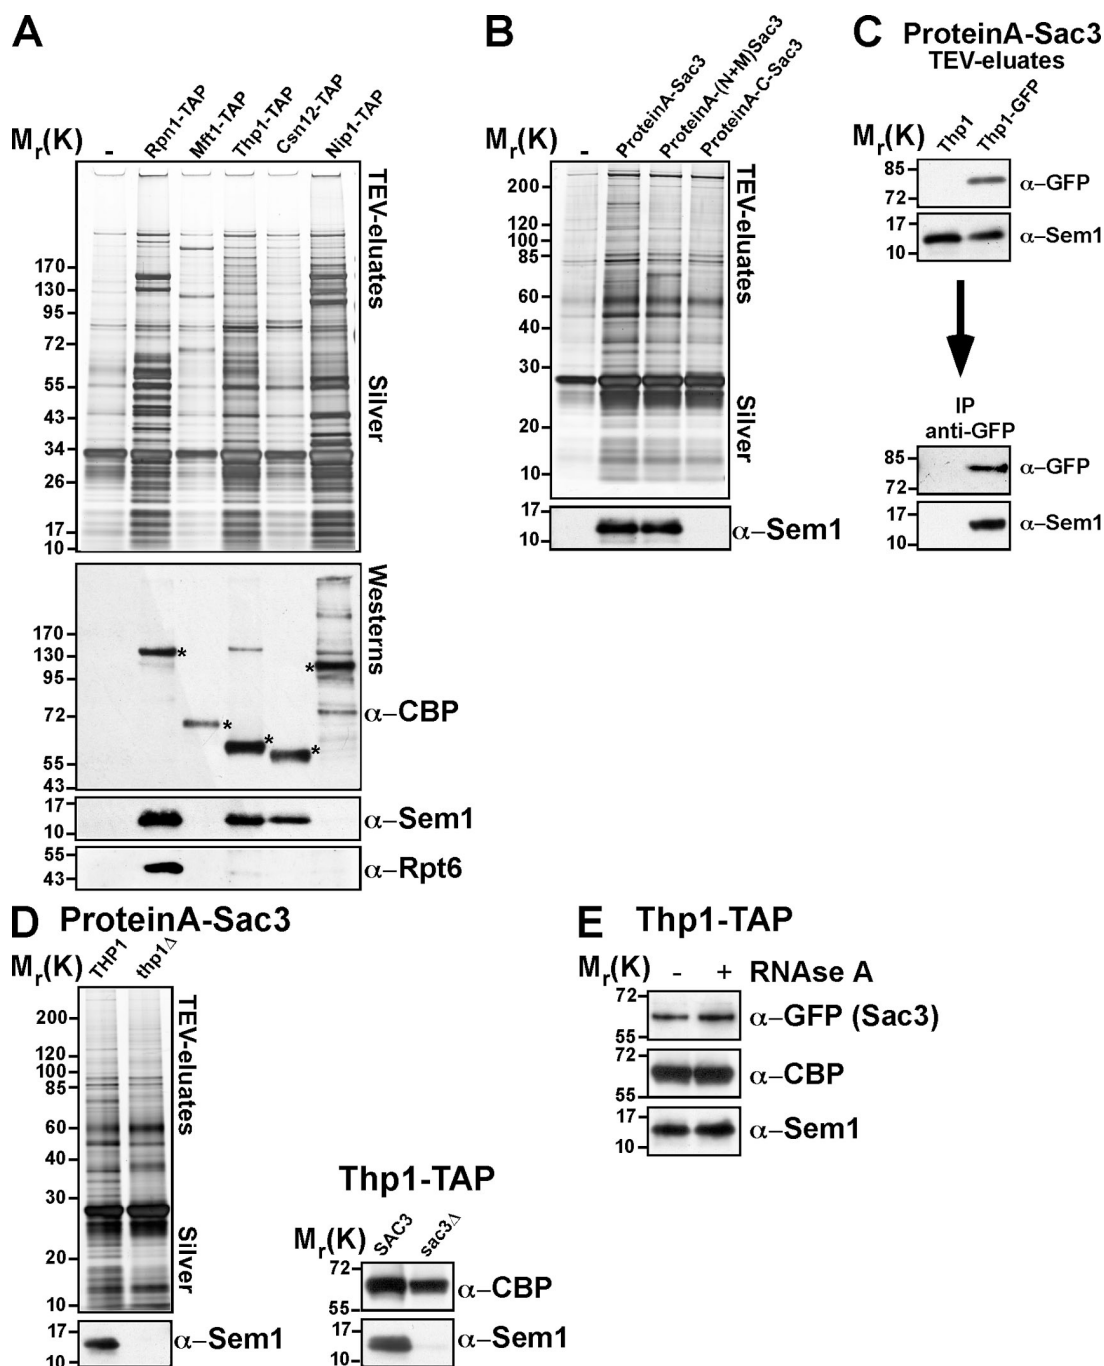 A
Mr(K)
-
Rpn1-TAP
Mft1-TAP
Thp1-TAP
Csn12-TAP
Nip1-TAP
170
130
95
72
55
43
34
26
17
10
TEV-eluates
Silver
170
130
95
72
55
43
Westerns
*
*
*
*
*
α-CBP
17
10
α-Sem1
55
43
α-Rpt6
B
Mr(K)
-
ProteinA-Sac3
ProteinA-(N+M)Sac3
ProteinA-C-Sac3
200
120
100
85
60
40
30
20
10
TEV-eluates
Silver
17
10
α-Sem1
C ProteinA-Sac3
TEV-eluates
Mr(K)
Thp1
Thp1-GFP
85
72
α-GFP
17
10
α-Sem1
IP
anti-GFP
85
72
α-GFP
17
10
α-Sem1
D ProteinA-Sac3
Mr(K)
THP1
thp1Δ
200
120
100
85
60
40
30
20
10
TEV-eluates
Silver
17
10
α-Sem1
Thp1-TAP
Mr(K)
SAC3
sac3Δ
72
55
α-CBP
17
10
α-Sem1
E Thp1-TAP
Mr(K) - + RNAse A
72
55
α-GFP (Sac3)
72
55
α-CBP
17
10
α-Sem1